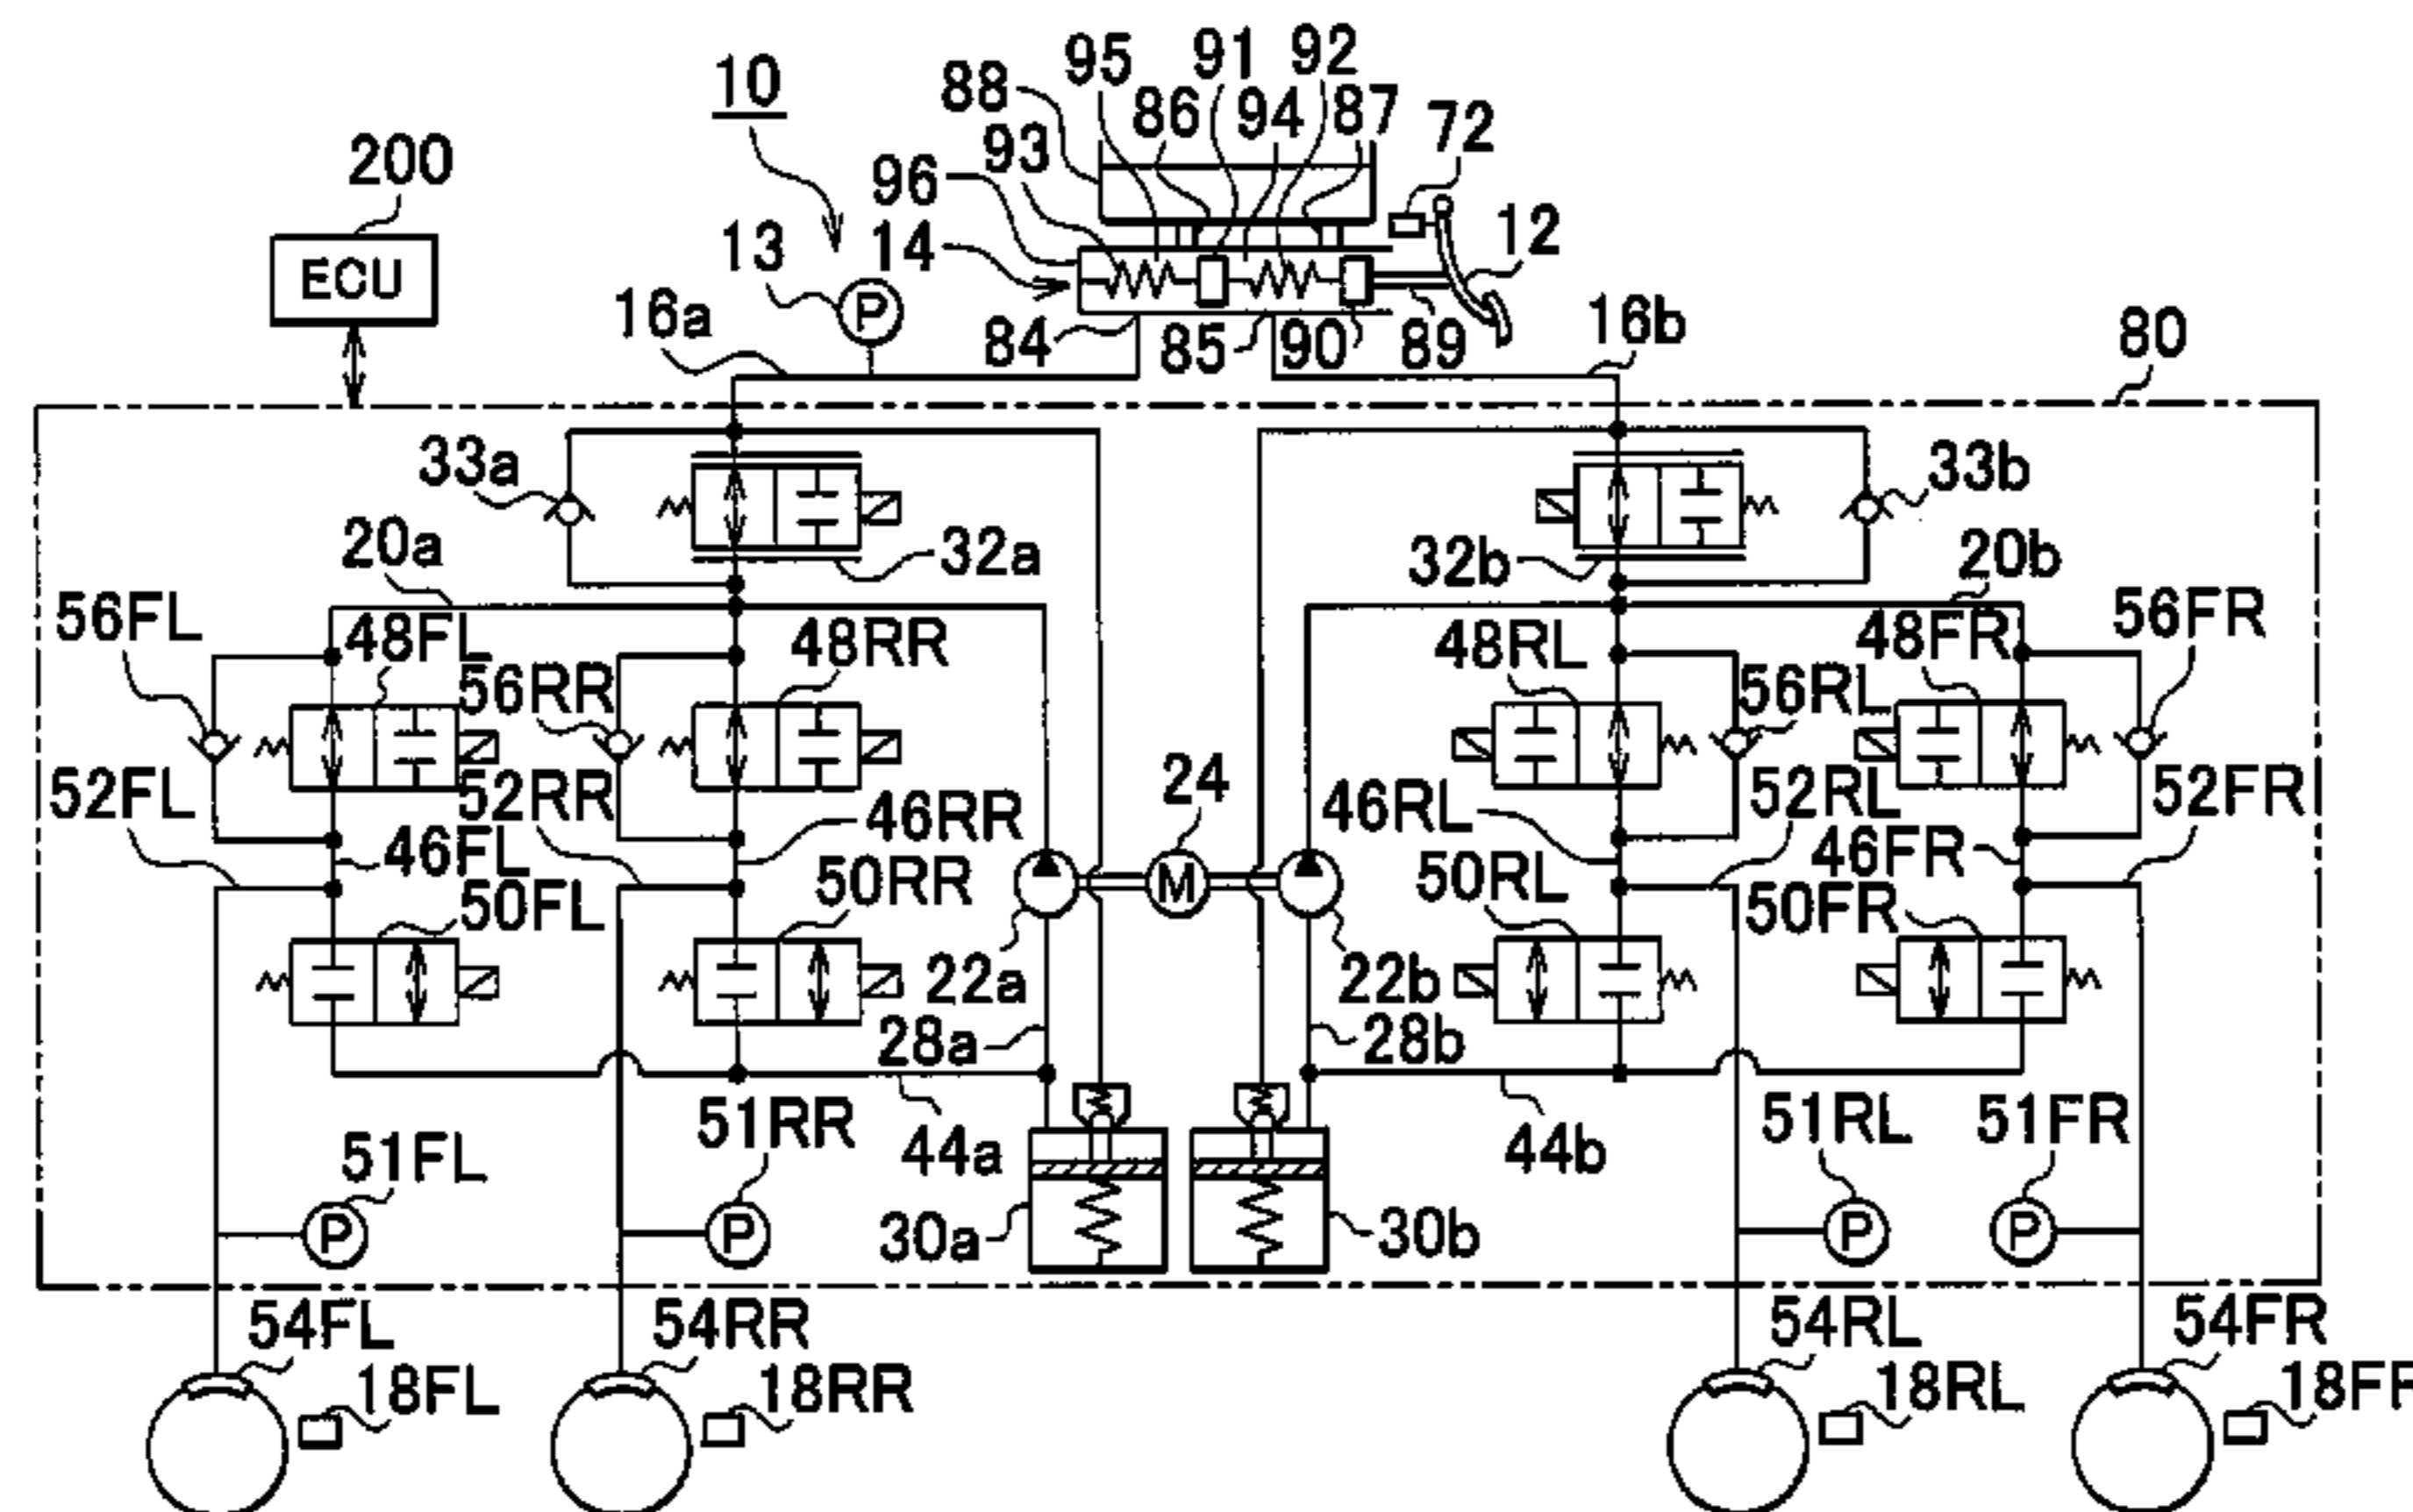 95 91 92
10 88 86 94 87
200 93 72
96
ECU 13 14 12
P
16a 84 85 90 89 16b
80
33a 33b
20a 32a 32b 20b
56FL 48FL 48RR 48RL 48FR 56FR
56RR 56RL
52FL 52RR 24 52RL 52FR
46FL 46RR 46RL 46FR
M
50FL 50RR 50RL 50FR
22a 22b
28a 28b
51FL 51RR 44a 44b 51RL 51FR
P P 30a 30b P P
54FL 54RR 54RL 54FR
18FL 18RR 18RL 18FR